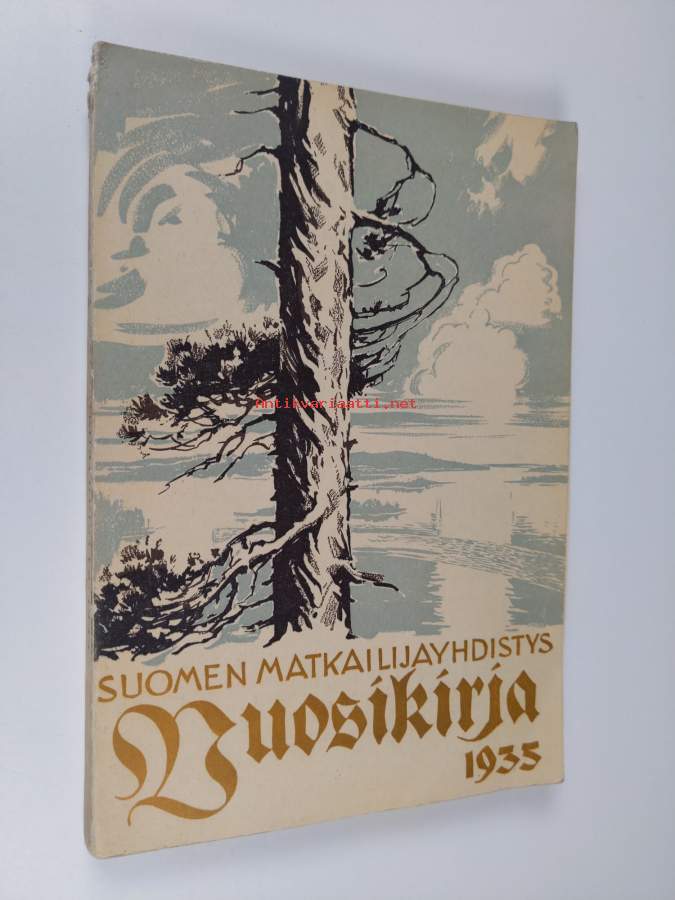 Antikvariaatti.net
SUOMEN MATKAILIJAYHDISTYS
Vuosikirja
1935